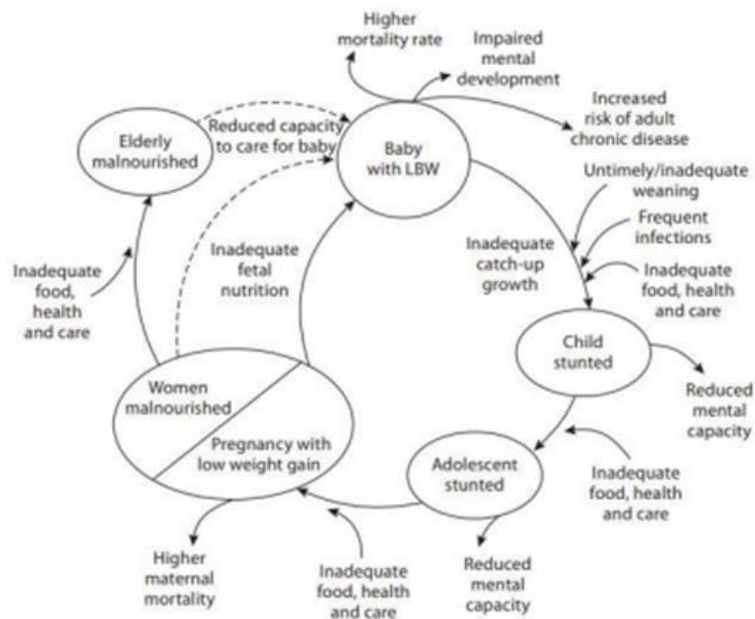 Higher
mortality rate
Impaired
mental
development
Increased
risk of adult
chronic disease
Elderly
malnourished
Reduced capacity
to care for baby
Baby
with LBW
Untimely/inadequate
weaning
Frequent
infections
Inadequate
food, health
and care
Inadequate
catch-up
growth
Inadequate
fetal
nutrition
Inadequate
food,
health
and care
Child
stunted
Reduced
mental
capacity
Women
malnourished
Pregnancy with
low weight gain
Adolescent
stunted
Inadequate
food, health
and care
Higher
maternal
mortality
Inadequate
food, health
and care
Reduced
mental
capacity